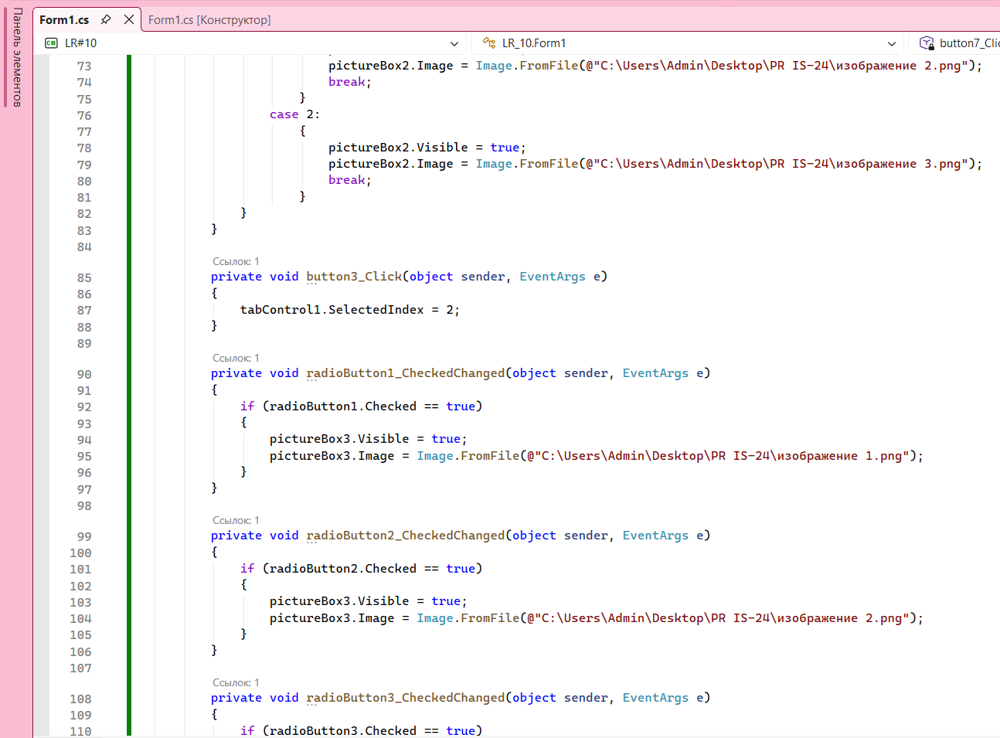 Панель элементов
Form1.cs
Form1.cs [Конструктор]
C# LR#10
LR_10.Form1
button7_Clic
73 pictureBox2.Image = Image.FromFile(@"C:\Users\Admin\Desktop\PR IS-24\изображение 2.png");
74 break;
75 }
76 case 2:
77 {
78 pictureBox2.Visible = true;
79 pictureBox2.Image = Image.FromFile(@"C:\Users\Admin\Desktop\PR IS-24\изображение 3.png");
80 break;
81 }
82 }
83 }
84
Ссылок: 1
85 private void button3_Click(object sender, EventArgs e)
86 {
87 tabControl1.SelectedIndex = 2;
88 }
89
Ссылок: 1
90 private void radioButton1_CheckedChanged(object sender, EventArgs e)
91 {
92 if (radioButton1.Checked == true)
93 {
94 pictureBox3.Visible = true;
95 pictureBox3.Image = Image.FromFile(@"C:\Users\Admin\Desktop\PR IS-24\изображение 1.png");
96 }
97 }
98
Ссылок: 1
99 private void radioButton2_CheckedChanged(object sender, EventArgs e)
100 {
101 if (radioButton2.Checked == true)
102 {
103 pictureBox3.Visible = true;
104 pictureBox3.Image = Image.FromFile(@"C:\Users\Admin\Desktop\PR IS-24\изображение 2.png");
105 }
106 }
107
Ссылок: 1
108 private void radioButton3_CheckedChanged(object sender, EventArgs e)
109 {
110 if (radioButton3.Checked == true)